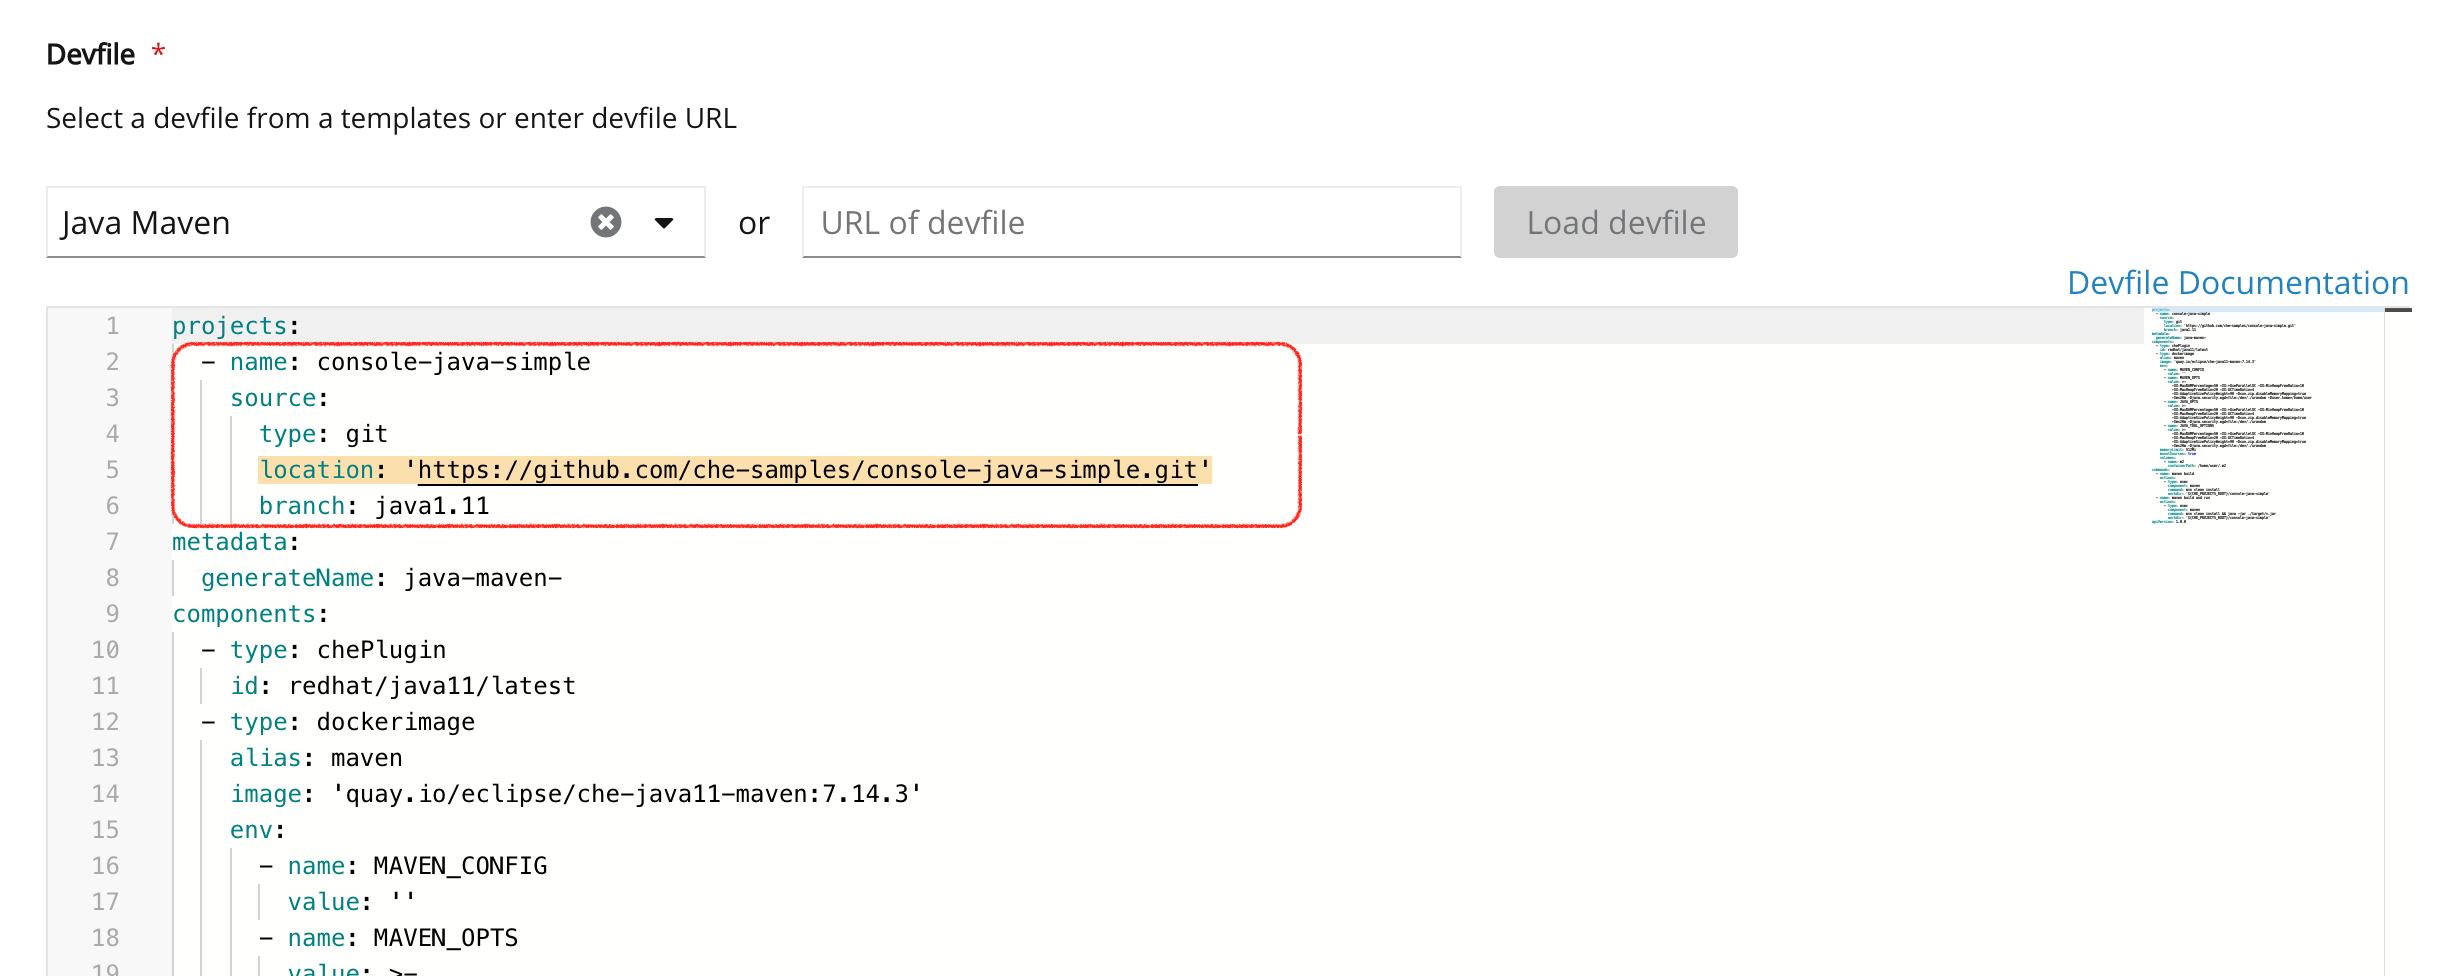 Devfile *
Select a devfile from a templates or enter devfile URL
Java Maven or URL of devfile Load devfile
Devfile Documentation
1 projects:
2 - name: console-java-simple
3 source:
4 type: git
5 location: 'https://github.com/che-samples/console-java-simple.git'
6 branch: java1.11
7 metadata:
8 generateName: java-maven-
9 components:
10 - type: chePlugin
11 id: redhat/java11/latest
12 - type: dockerimage
13 alias: maven
14 image: 'quay.io/eclipse/che-java11-maven:7.14.3'
15 env:
16 - name: MAVEN_CONFIG
17 value: ''
18 - name: MAVEN_OPTS
19 value: >-